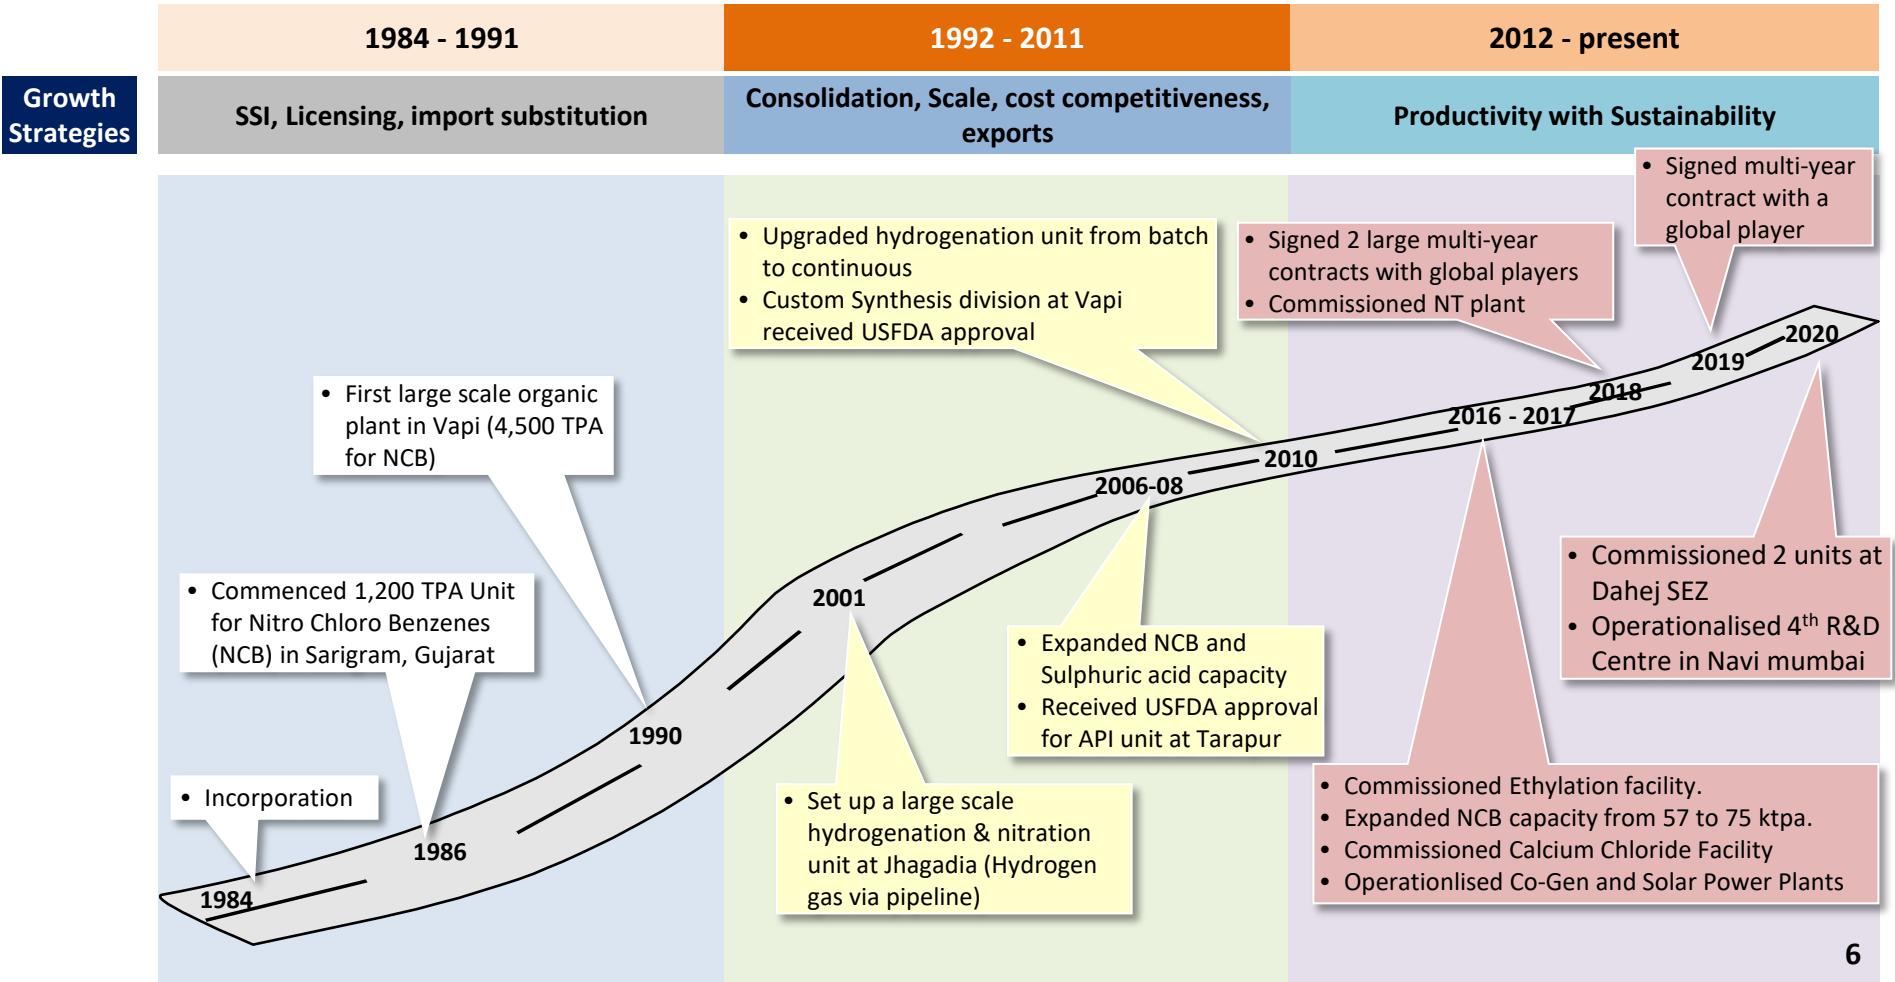 1984 - 1991
1992 - 2011
2012 - present
Growth
Strategies
SSI, Licensing, import substitution
Consolidation, Scale, cost competitiveness,
exports
Productivity with Sustainability
• Signed multi-year
contract with a
global player
• Upgraded hydrogenation unit from batch
to continuous
• Custom Synthesis division at Vapi
received USFDA approval
• Signed 2 large multi-year
contracts with global players
• Commissioned NT plant
• First large scale organic
plant in Vapi (4,500 TPA
for NCB)
2020
2019
2018
2016 - 2017
2010
2006-08
• Commenced 1,200 TPA Unit
for Nitro Chloro Benzenes
(NCB) in Sarigram, Gujarat
2001
• Commissioned 2 units at
Dahej SEZ
• Operationalised 4th R&D
Centre in Navi mumbai
• Expanded NCB and
Sulphuric acid capacity
• Received USFDA approval
for API unit at Tarapur
1990
• Incorporation
1986
1984
• Set up a large scale
hydrogenation & nitration
unit at Jhagadia (Hydrogen
gas via pipeline)
• Commissioned Ethylation facility.
• Expanded NCB capacity from 57 to 75 ktpa.
• Commissioned Calcium Chloride Facility
• Operationlised Co-Gen and Solar Power Plants
6